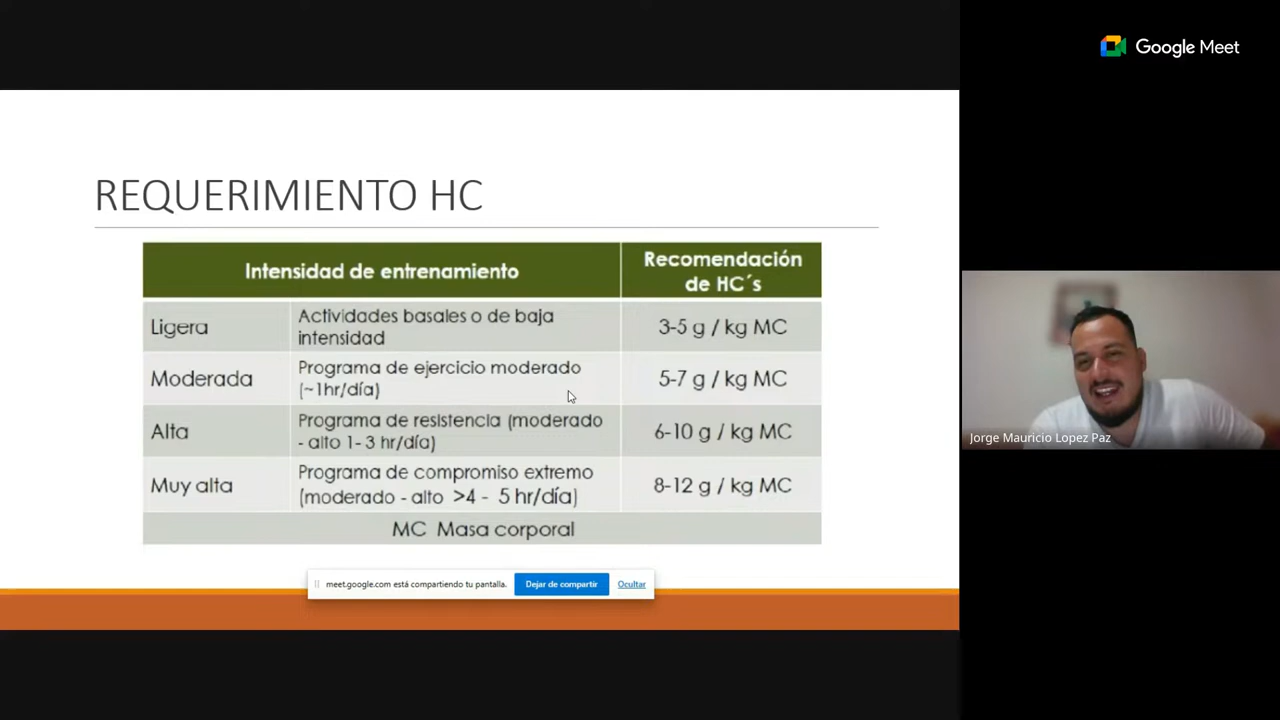 Google Meet
REQUERIMIENTO HC
Intensidad de entrenamiento
Recomendación
de HC´s
Ligera
Actividades basales o de baja
intensidad
3-5 g / kg MC
Moderada
Programa de ejercicio moderado
(~1hr/día)
5-7 g / kg MC
Alta
Programa de resistencia (moderado
- alto 1- 3 hr/día)
6-10 g / kg MC
Muy alta
Programa de compromiso extremo
(moderado - alto >4 - 5 hr/día)
8-12 g / kg MC
MC Masa corporal
meet.google.com está compartiendo tu pantalla.
Dejar de compartir
Ocultar
Jorge Mauricio Lopez Paz